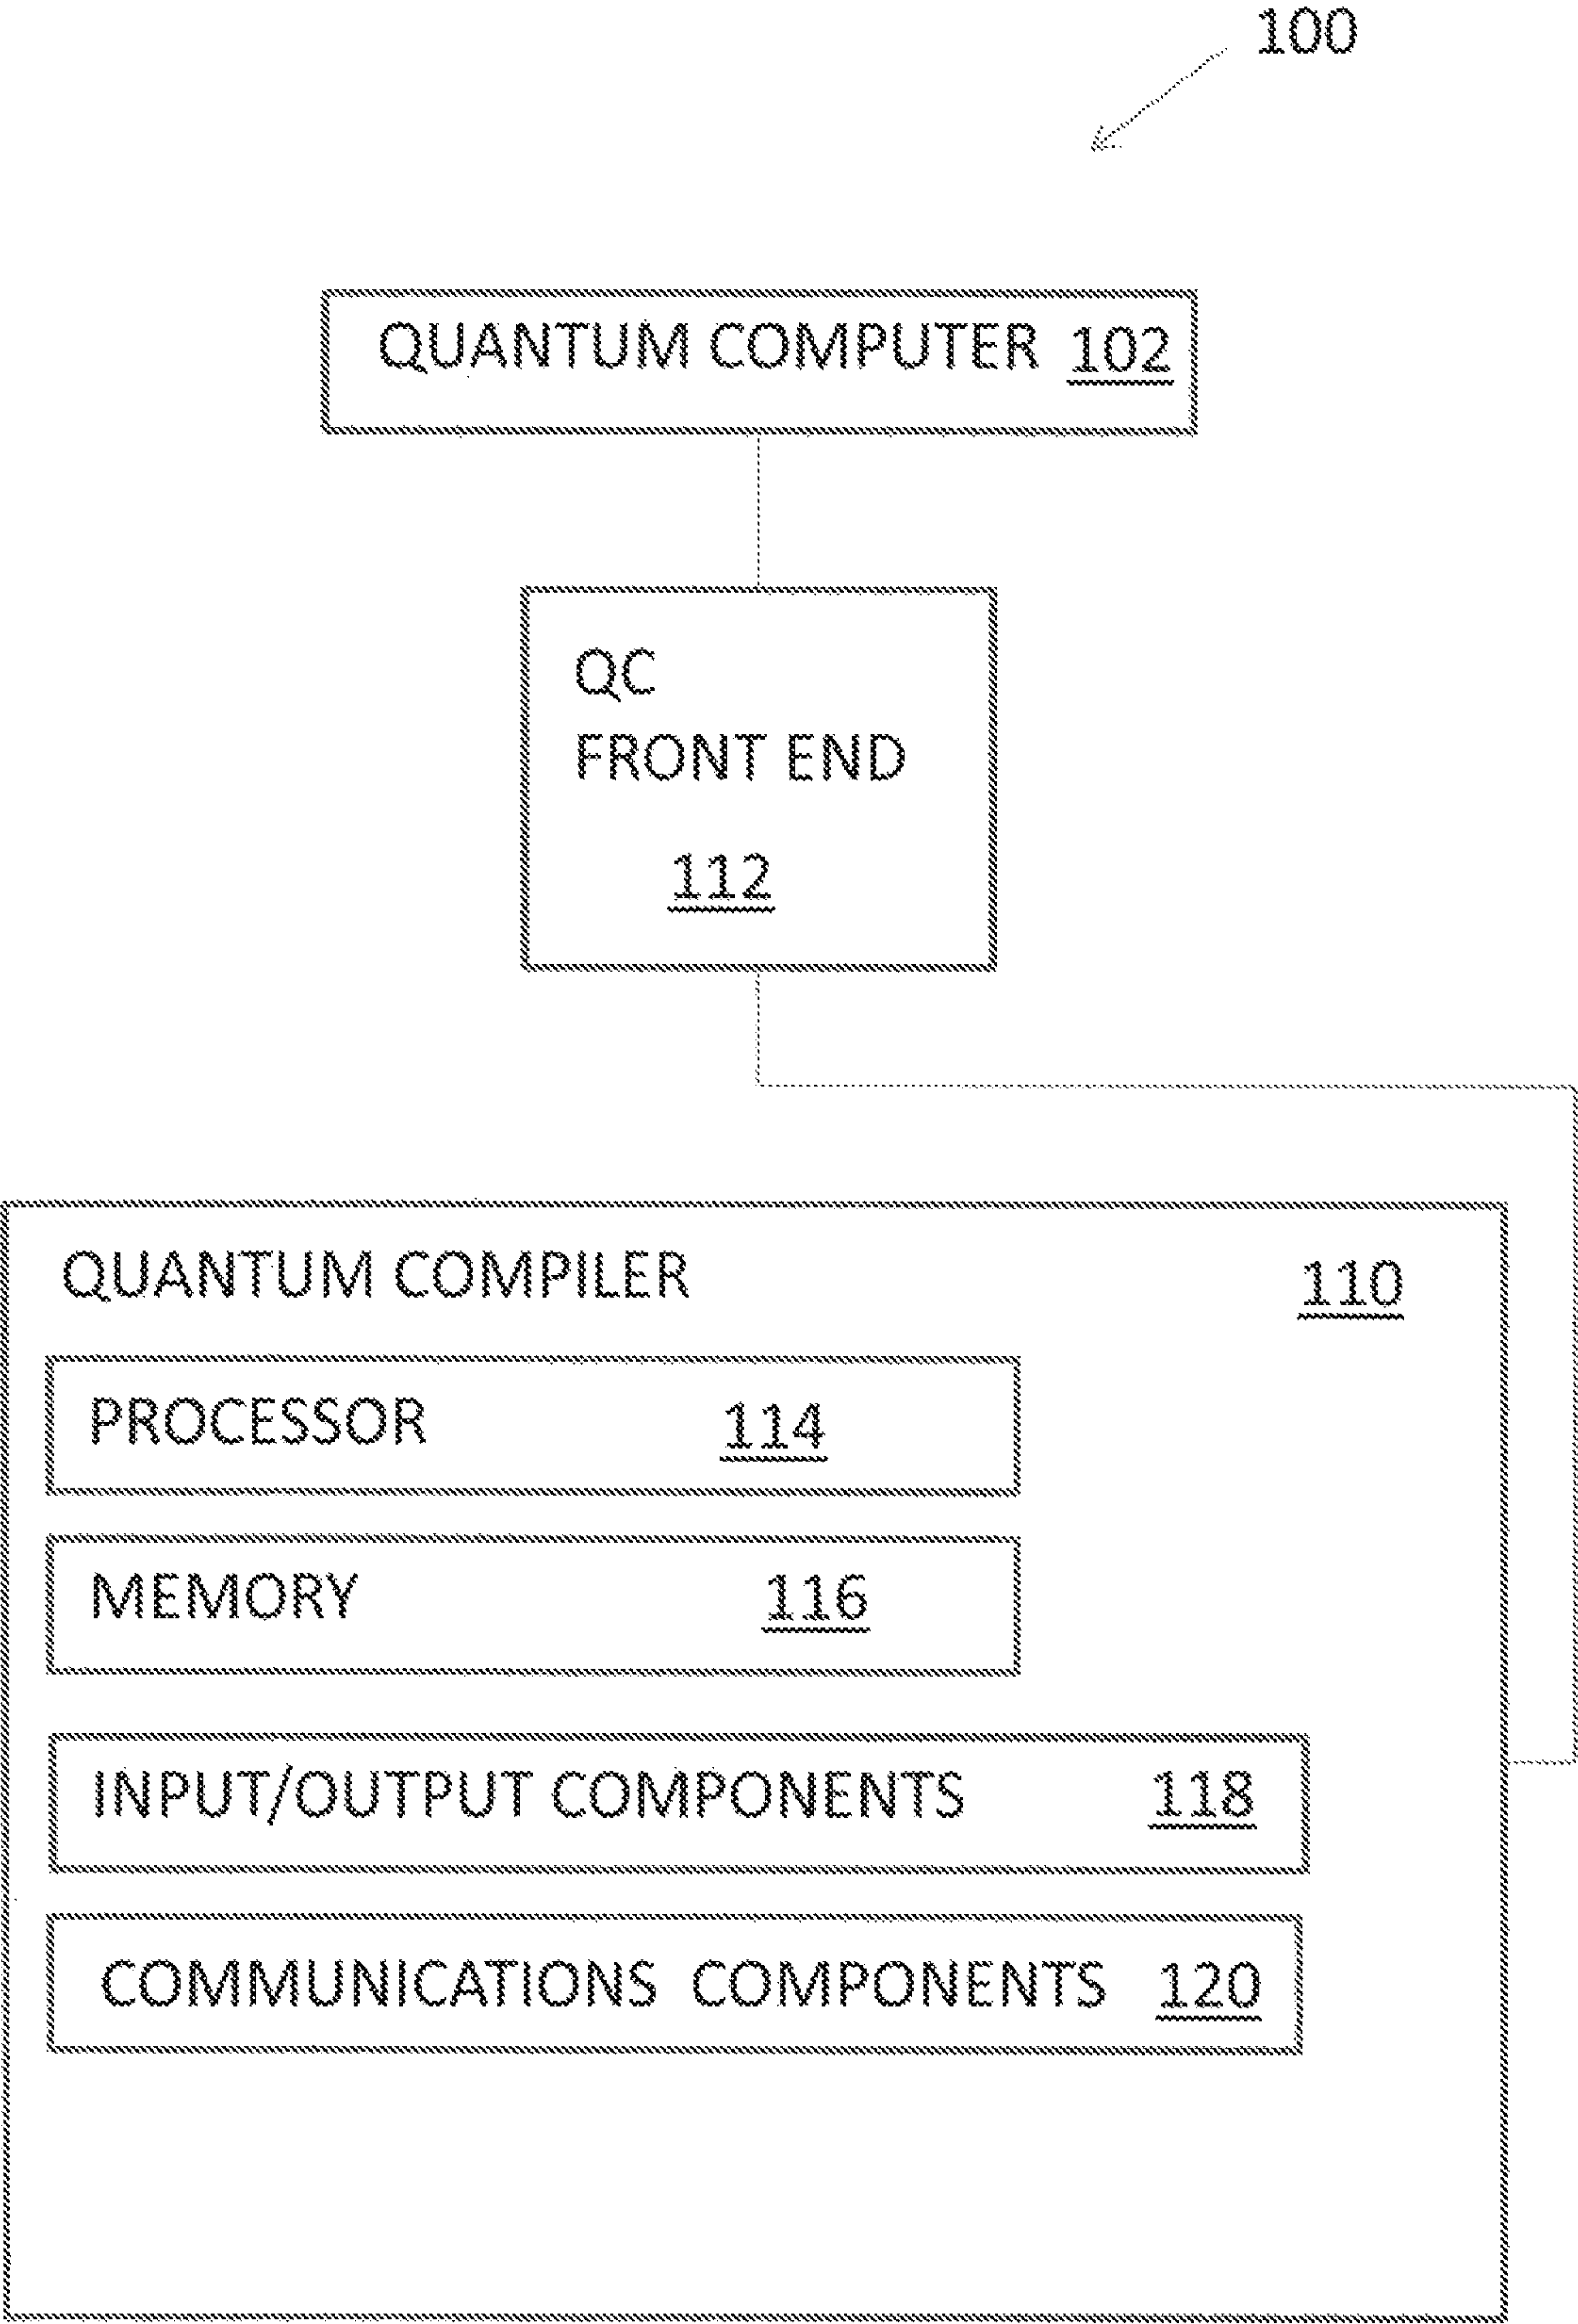 100
QUANTUM COMPUTER 102
QC
FRONT END
112
QUANTUM COMPILER 110
PROCESSOR 114
MEMORY 116
INPUT/OUTPUT COMPONENTS 118
COMMUNICATIONS COMPONENTS 120